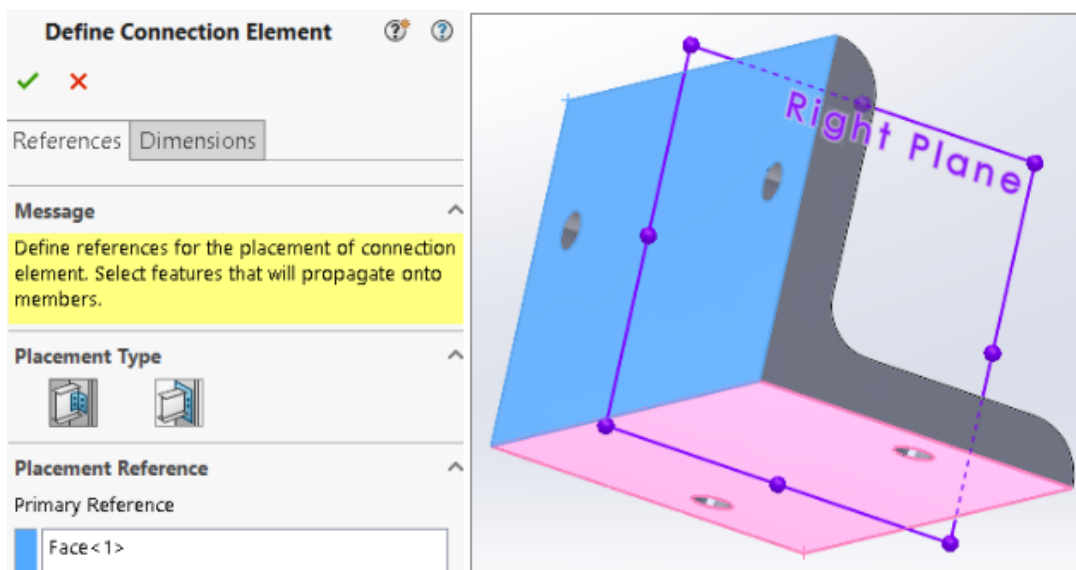 Define Connection Element
References
Dimensions
Message
Define references for the placement of connection
element. Select features that will propagate onto
members.
Placement Type
Placement Reference
Primary Reference
Face<1>
Right Plane